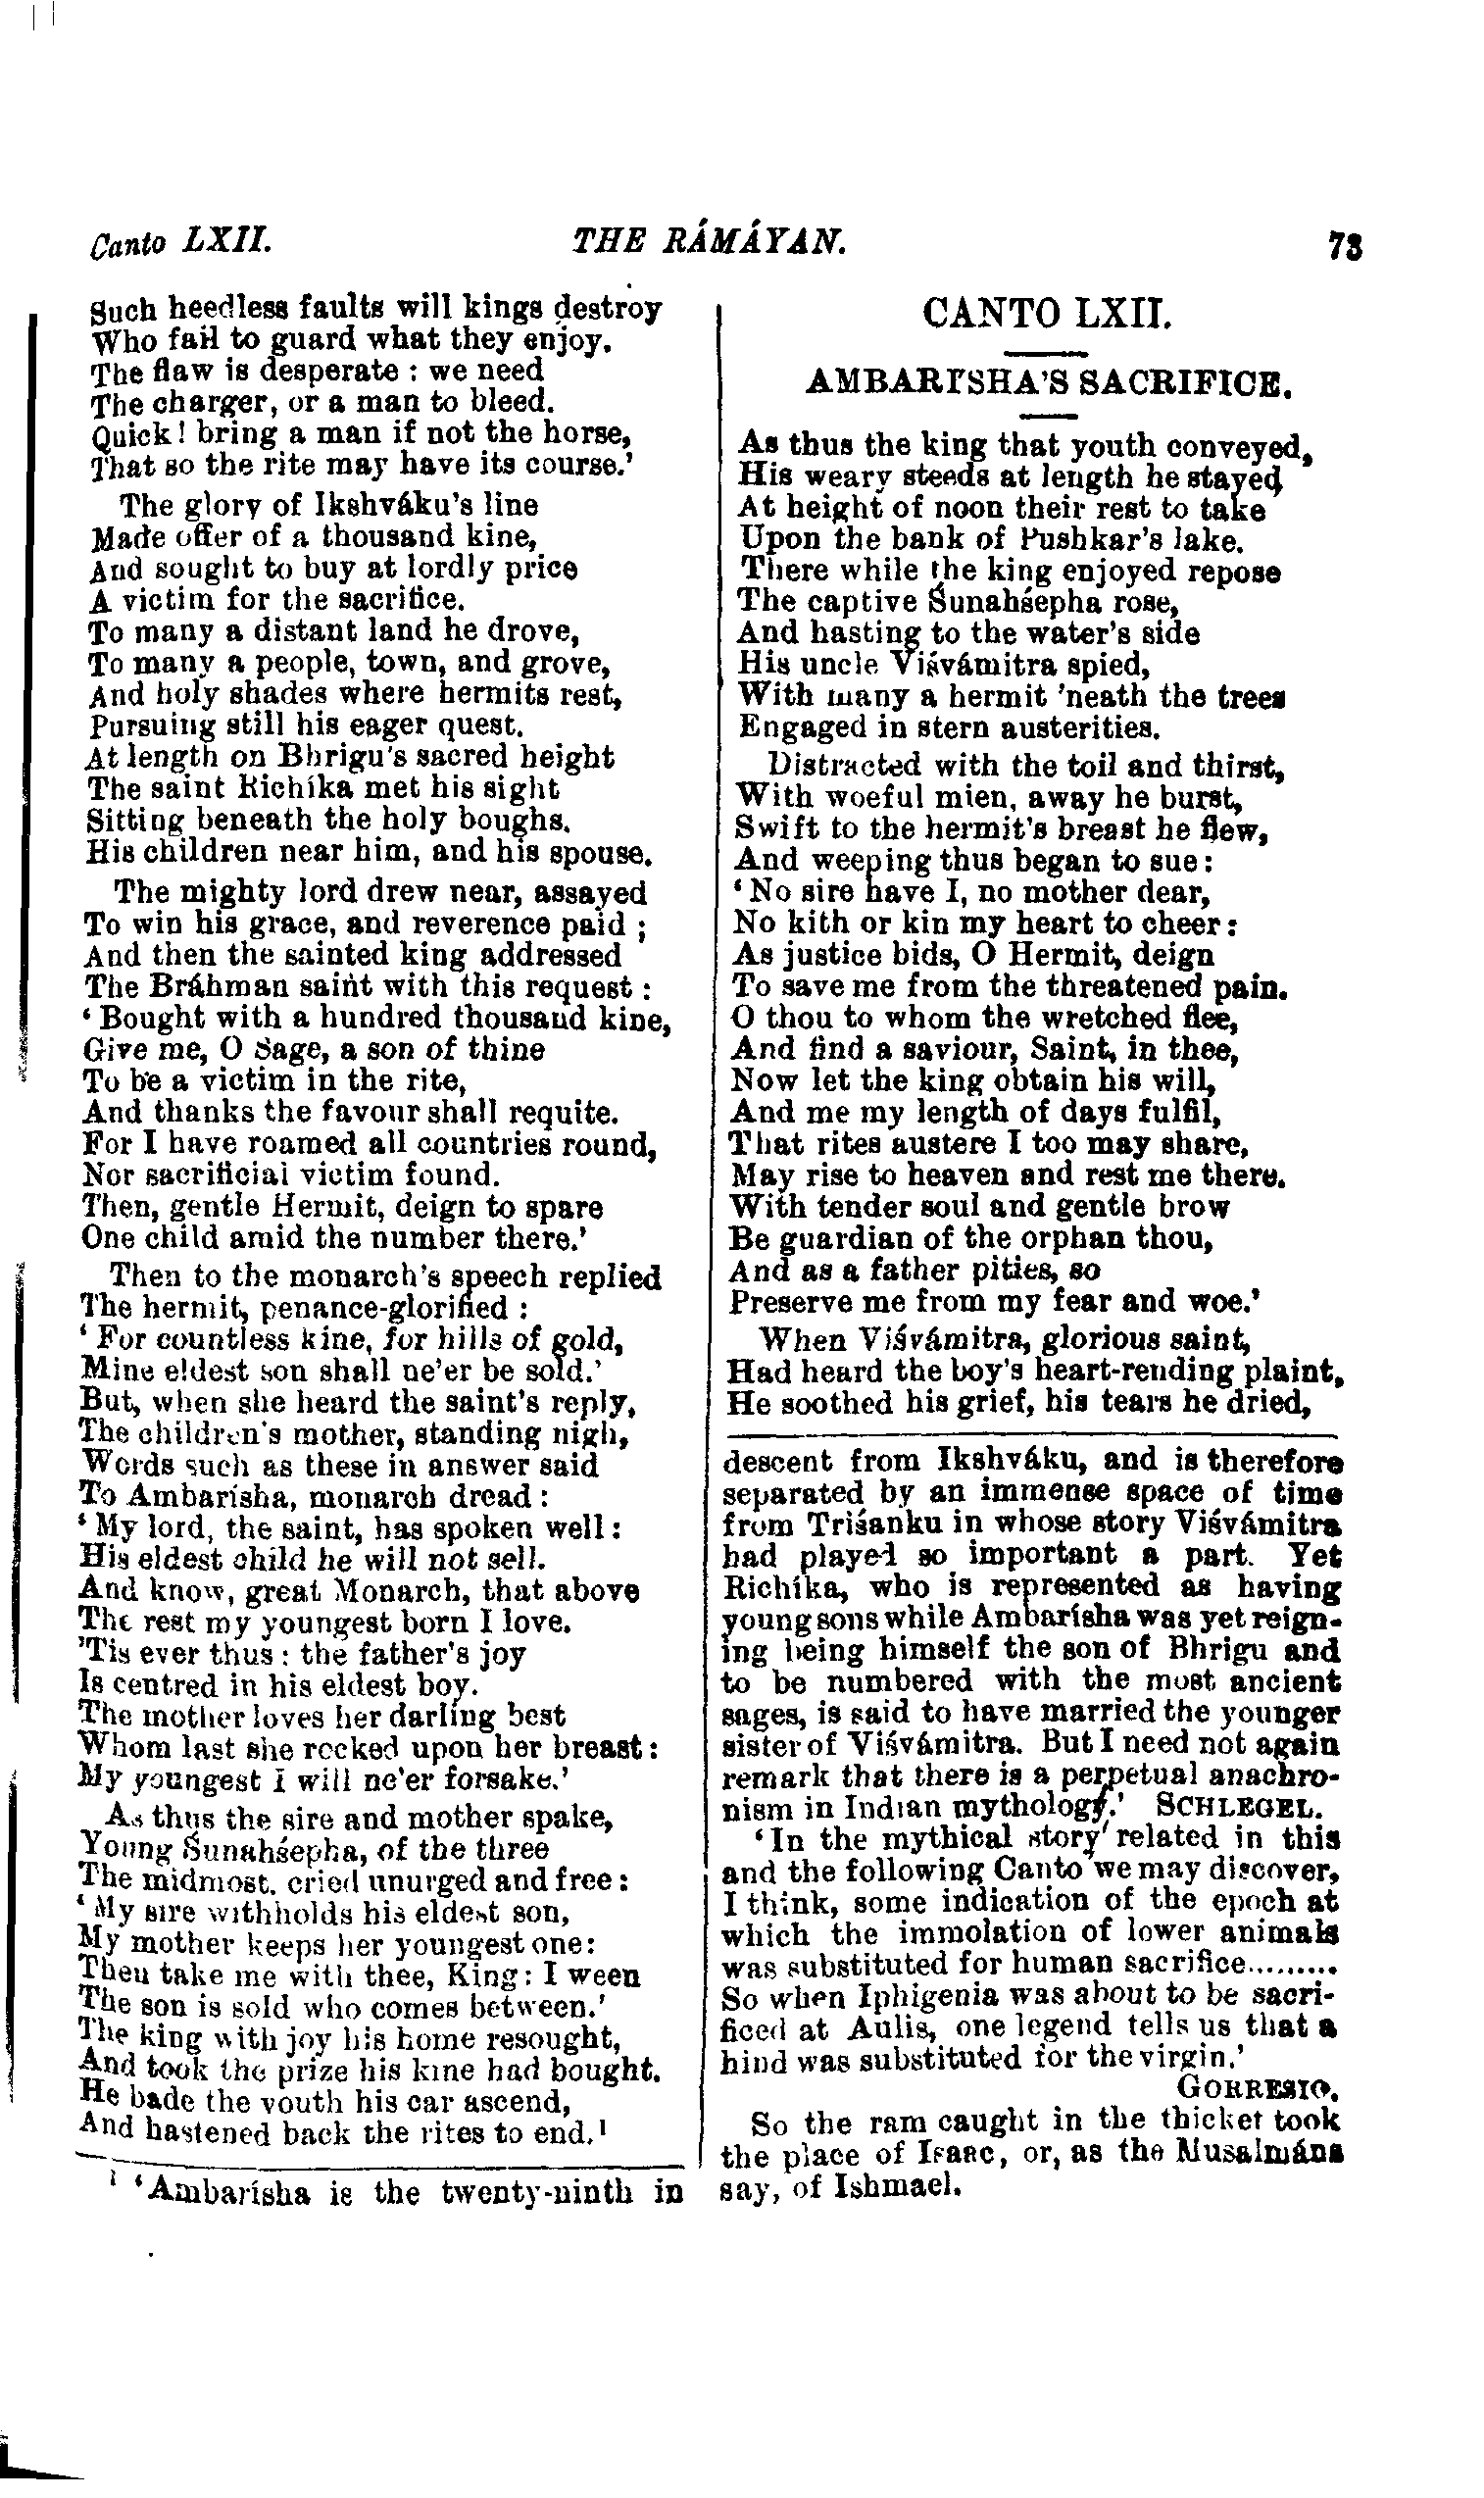 Canto LXII. THE RÁMÁYAN. 73
Such heedless faults will kings destroy
Who fail to guard what they enjoy.
The flaw is desperate : we need
The charger, or a man to bleed.
Quick! bring a man if not the horse,
That so the rite may have its course.'
The glory of Ikshváku's line
Made offer of a thousand kine,
And sought to buy at lordly price
A victim for the sacrifice.
To many a distant land he drove,
To many a people, town, and grove,
And holy shades where hermits rest,
Pursuing still his eager quest.
At length on Bhrigu's sacred height
The saint Richíka met his sight
Sitting beneath the holy boughs.
His children near him, and his spouse.
The mighty lord drew near, assayed
To win his grace, and reverence paid ;
And then the sainted king addressed
The Bráhman saint with this request :
‘ Bought with a hundred thousand kine,
Give me, O Sage, a son of thine
To be a victim in the rite,
And thanks the favour shall requite.
For I have roamed all countries round,
Nor sacrificial victim found.
Then, gentle Hermit, deign to spare
One child amid the number there.'
Then to the monarch's speech replied
The hermit, penance-glorified :
‘ For countless kine, for hills of gold,
Mine eldest son shall ne'er be sold.'
But, when she heard the saint's reply,
The children's mother, standing nigh,
Words such as these in answer said
To Ambarísha, monarch dread :
‘ My lord, the saint, has spoken well :
His eldest child he will not sell.
And know, great Monarch, that above
The rest my youngest born I love.
'Tis ever thus : the father's joy
Is centred in his eldest boy.
The mother loves her darling best
Whom last she rocked upon her breast :
My youngest I will ne'er forsake.'
As thus the sire and mother spake,
Young Śunahśepha, of the three
The midmost, cried unurged and free :
‘ My sire withholds his eldest son,
My mother keeps her youngest one:
Then take me with thee, King: I ween
The son is sold who comes between.'
The king with joy his home resought,
And took the prize his kine had bought.
He bade the youth his car ascend,
And hastened back the rites to end.¹
¹ ‘Ambarísha is the twenty-ninth in
CANTO LXII.
AMBARÍSHA'S SACRIFICE.
As thus the king that youth conveyed,
His weary steeds at length he stayed
At height of noon their rest to take
Upon the bank of Pushkar's lake.
There while the king enjoyed repose
The captive Śunahśepha rose,
And hasting to the water's side
His uncle Viśvámitra spied,
With many a hermit 'neath the trees
Engaged in stern austerities.
Distracted with the toil and thirst,
With woeful mien, away he burst,
Swift to the hermit's breast he flew,
And weeping thus began to sue :
‘ No sire have I, no mother dear,
No kith or kin my heart to cheer :
As justice bids, O Hermit, deign
To save me from the threatened pain.
O thou to whom the wretched flee,
And find a saviour, Saint, in thee,
Now let the king obtain his will,
And me my length of days fulfil,
That rites austere I too may share,
May rise to heaven and rest me there.
With tender soul and gentle brow
Be guardian of the orphan thou,
And as a father pities, so
Preserve me from my fear and woe.'
When Viśvámitra, glorious saint,
Had heard the boy's heart-rending plaint,
He soothed his grief, his tears he dried,
descent from Ikshváku, and is therefore
separated by an immense space of time
from Triśanku in whose story Viśvámitra
had played so important a part. Yet
Richíka, who is represented as having
young sons while Ambarísha was yet reign-
ing being himself the son of Bhrigu and
to be numbered with the most ancient
sages, is said to have married the younger
sister of Viśvámitra. But I need not again
remark that there is a perpetual anachro-
nism in Indian mythology.' SCHLEGEL.
‘In the mythical story related in this
and the following Canto we may discover,
I think, some indication of the epoch at
which the immolation of lower animals
was substituted for human sacrifice.........
So when Iphigenia was about to be sacri-
ficed at Aulis, one legend tells us that a
hind was substituted for the virgin.'
GORRESIO.
So the ram caught in the thicket took
the place of Isaac, or, as the Musalmáns
say, of Ishmael.